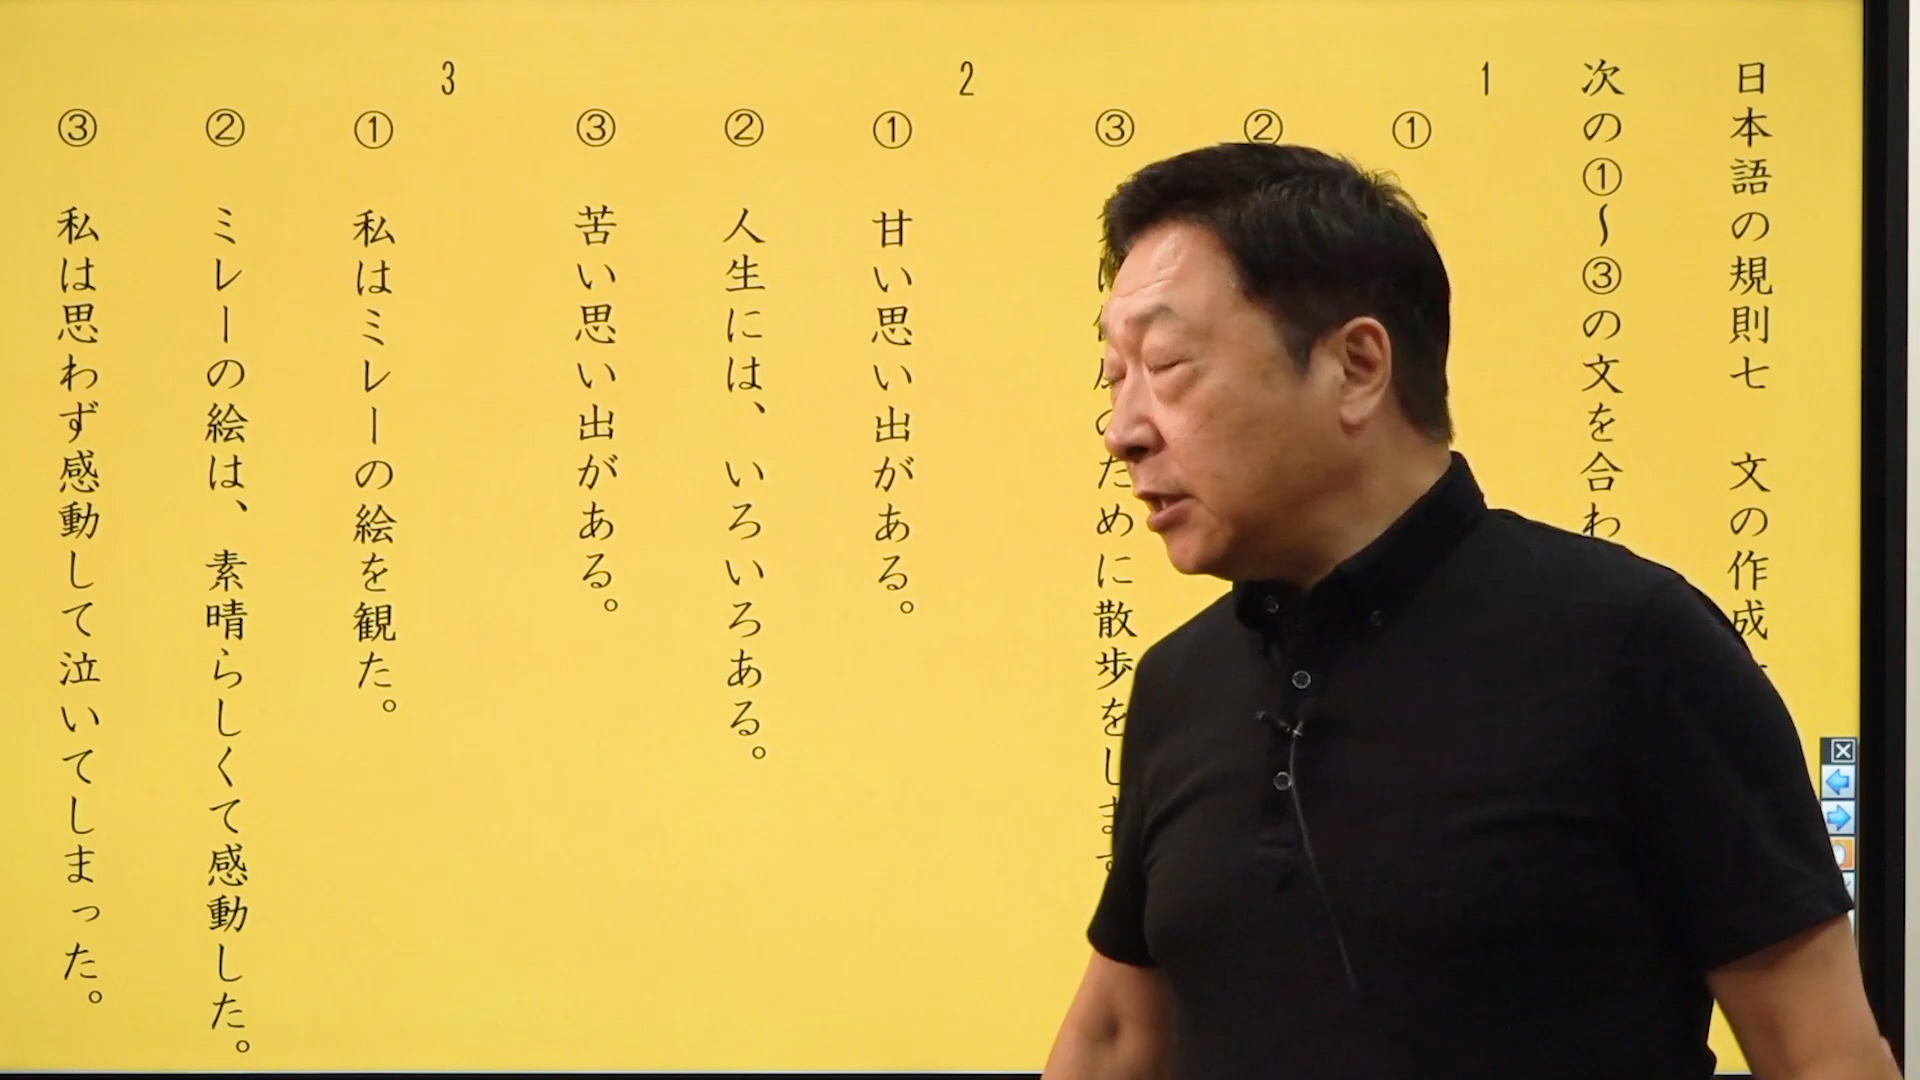 日本語の規則七　文の作成
次の①〜③の文を合わ
1
①
②
③ のために散歩をします
2
① 甘い思い出がある。
② 人生には、いろいろある。
③ 苦い思い出がある。
3
① 私はミレーの絵を観た。
② ミレーの絵は、素晴らしくて感動した。
③ 私は思わず感動して泣いてしまった。